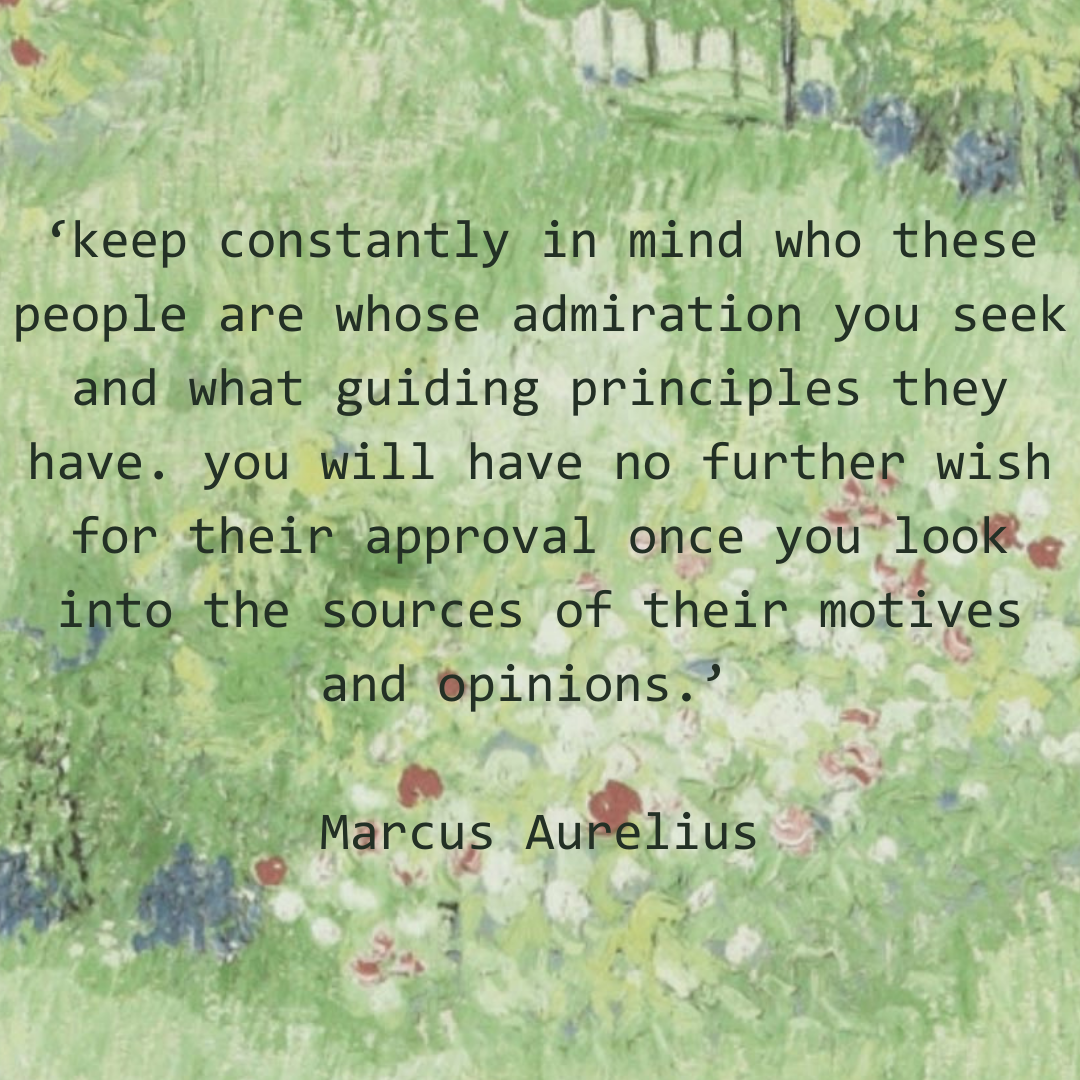 ‘keep constantly in mind who these
people are whose admiration you seek
and what guiding principles they
have. you will have no further wish
for their approval once you look
into the sources of their motives
and opinions.’
Marcus Aurelius